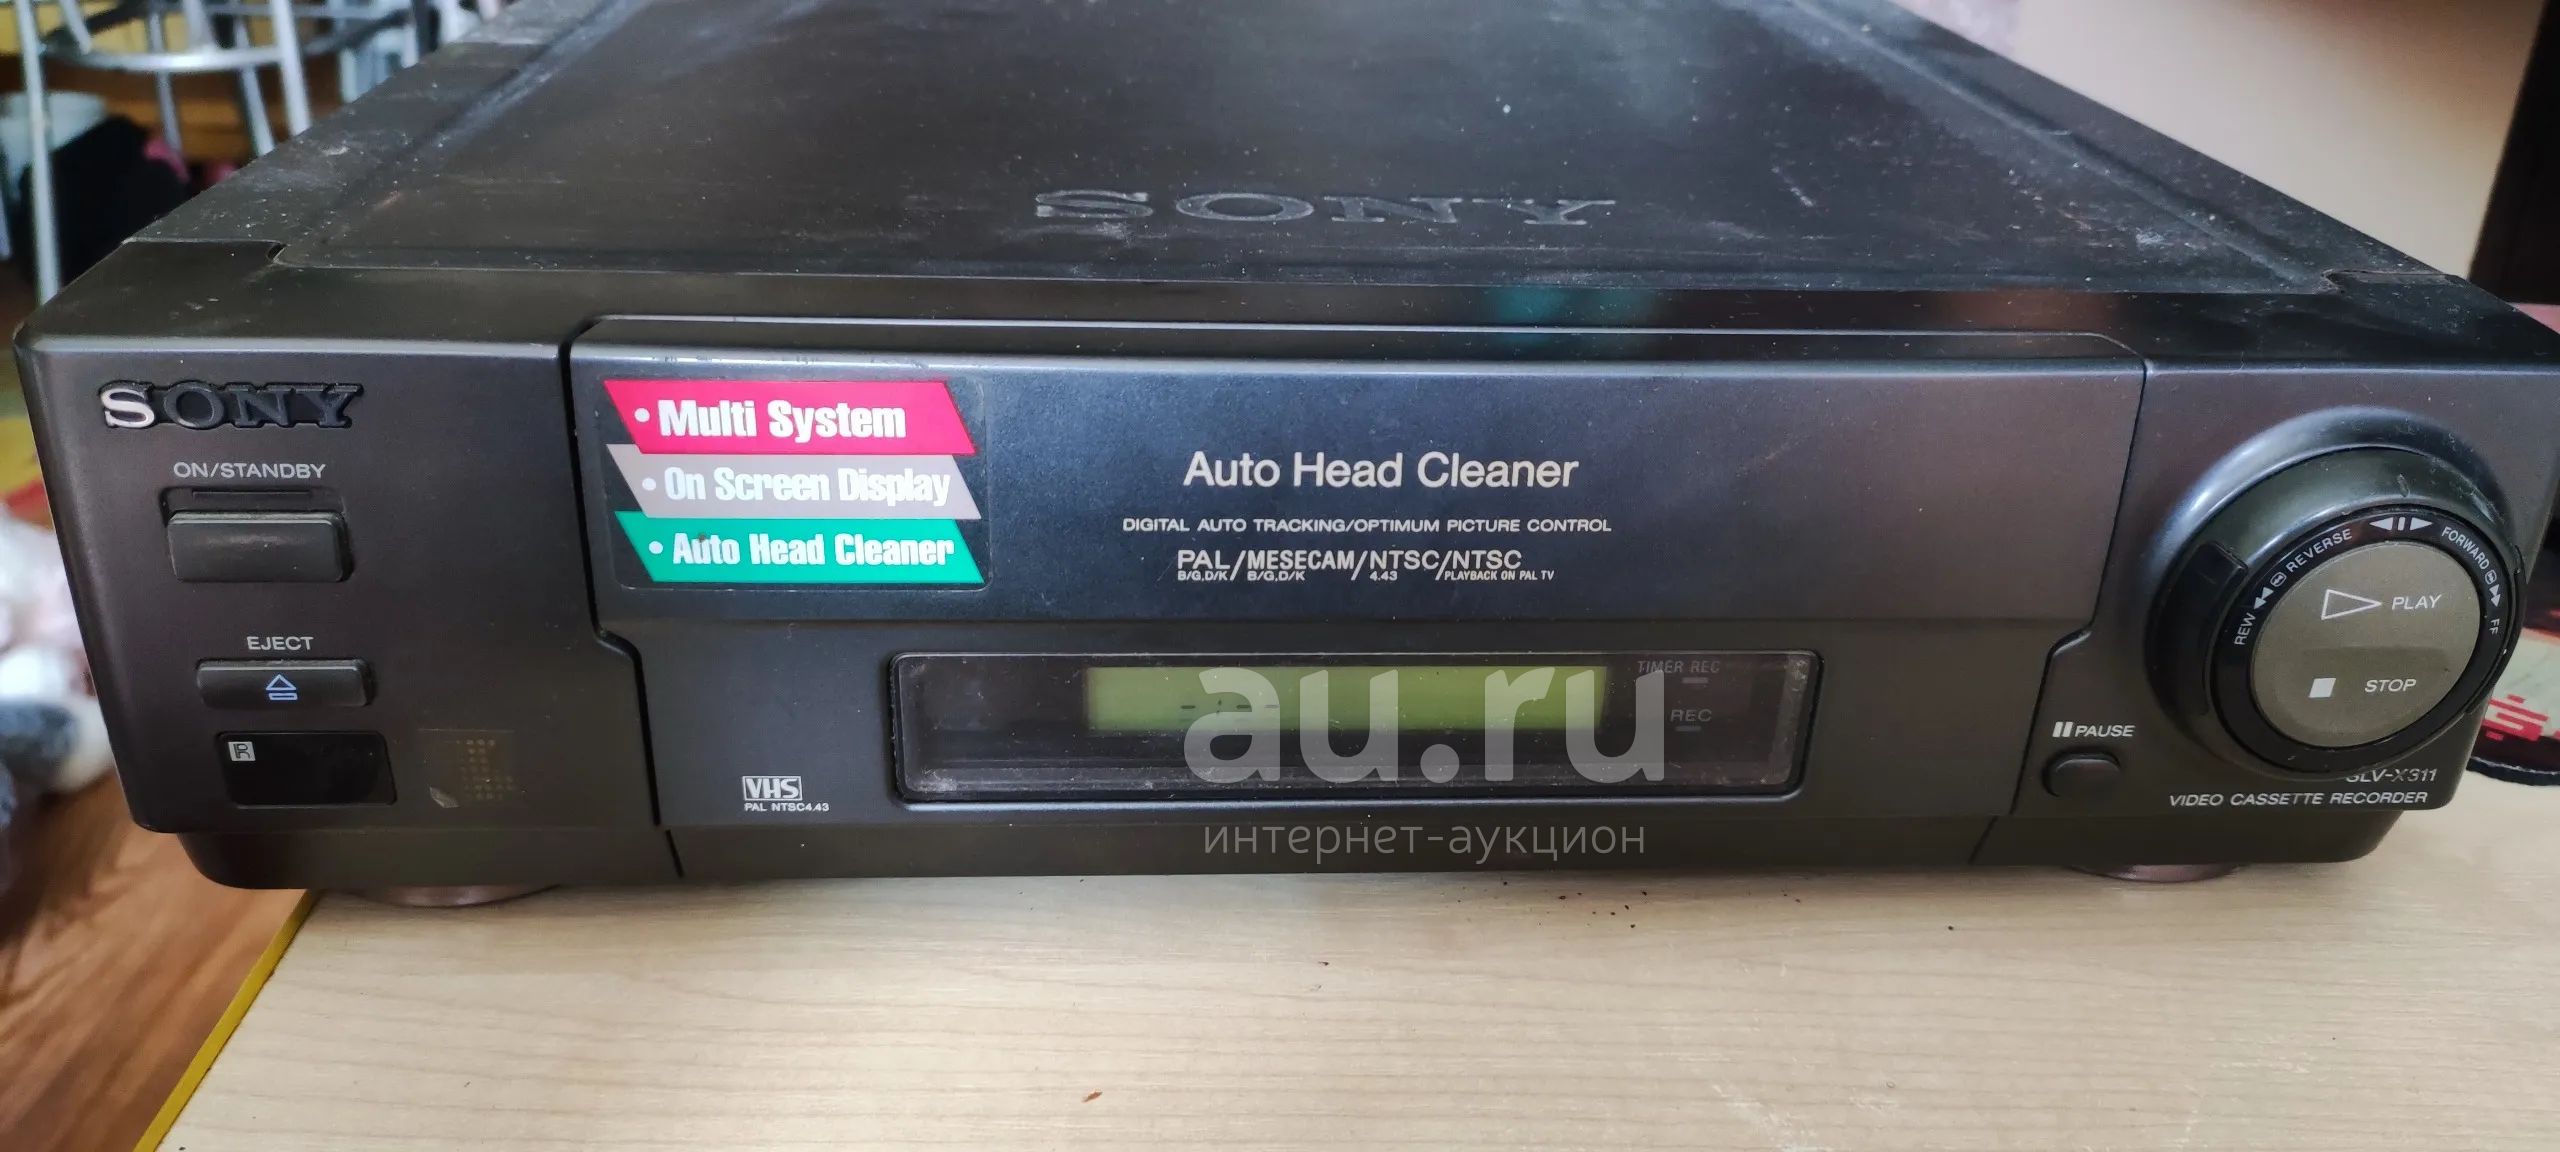 SONY
SONY
ON/STANDBY
EJECT
• Multi System
• On Screen Display
• Auto Head Cleaner
Auto Head Cleaner
DIGITAL AUTO TRACKING/OPTIMUM PICTURE CONTROL
PAL/MESECAM/NTSC/NTSC
B/G,D/K B/G,D/K 4.43 PLAYBACK ON PAL TV
VHS
PAL NTSC4.43
TIMER REC
REC
au.ru
интернет-аукцион
REW REVERSE FORWARD FF
PLAY
STOP
PAUSE
SLV-X311
VIDEO CASSETTE RECORDER